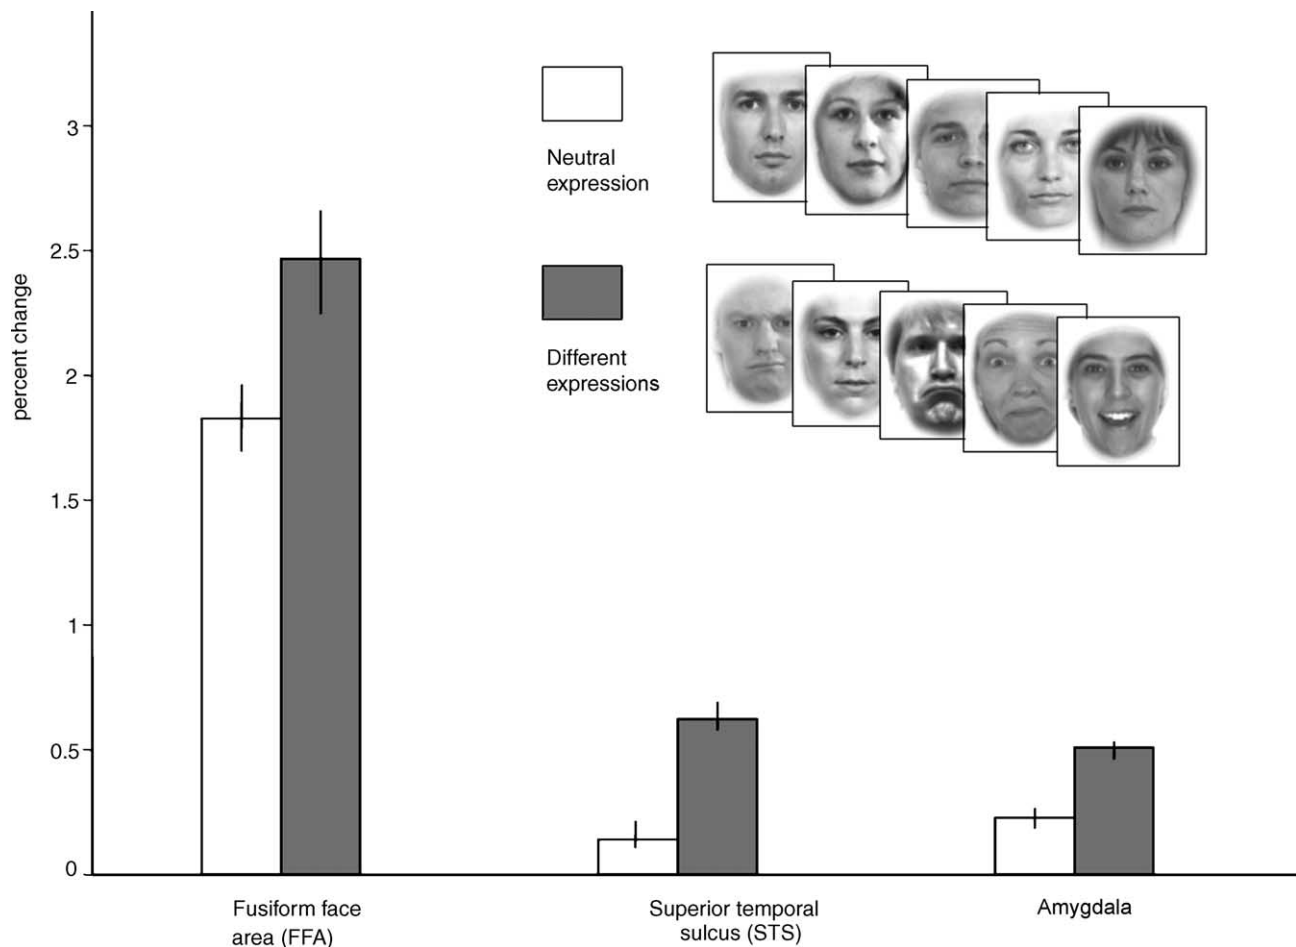 3
2.5
2
1.5
1
0.5
0
percent change
Neutral
expression
Different
expressions
Fusiform face
area (FFA)
Superior temporal
sulcus (STS)
Amygdala